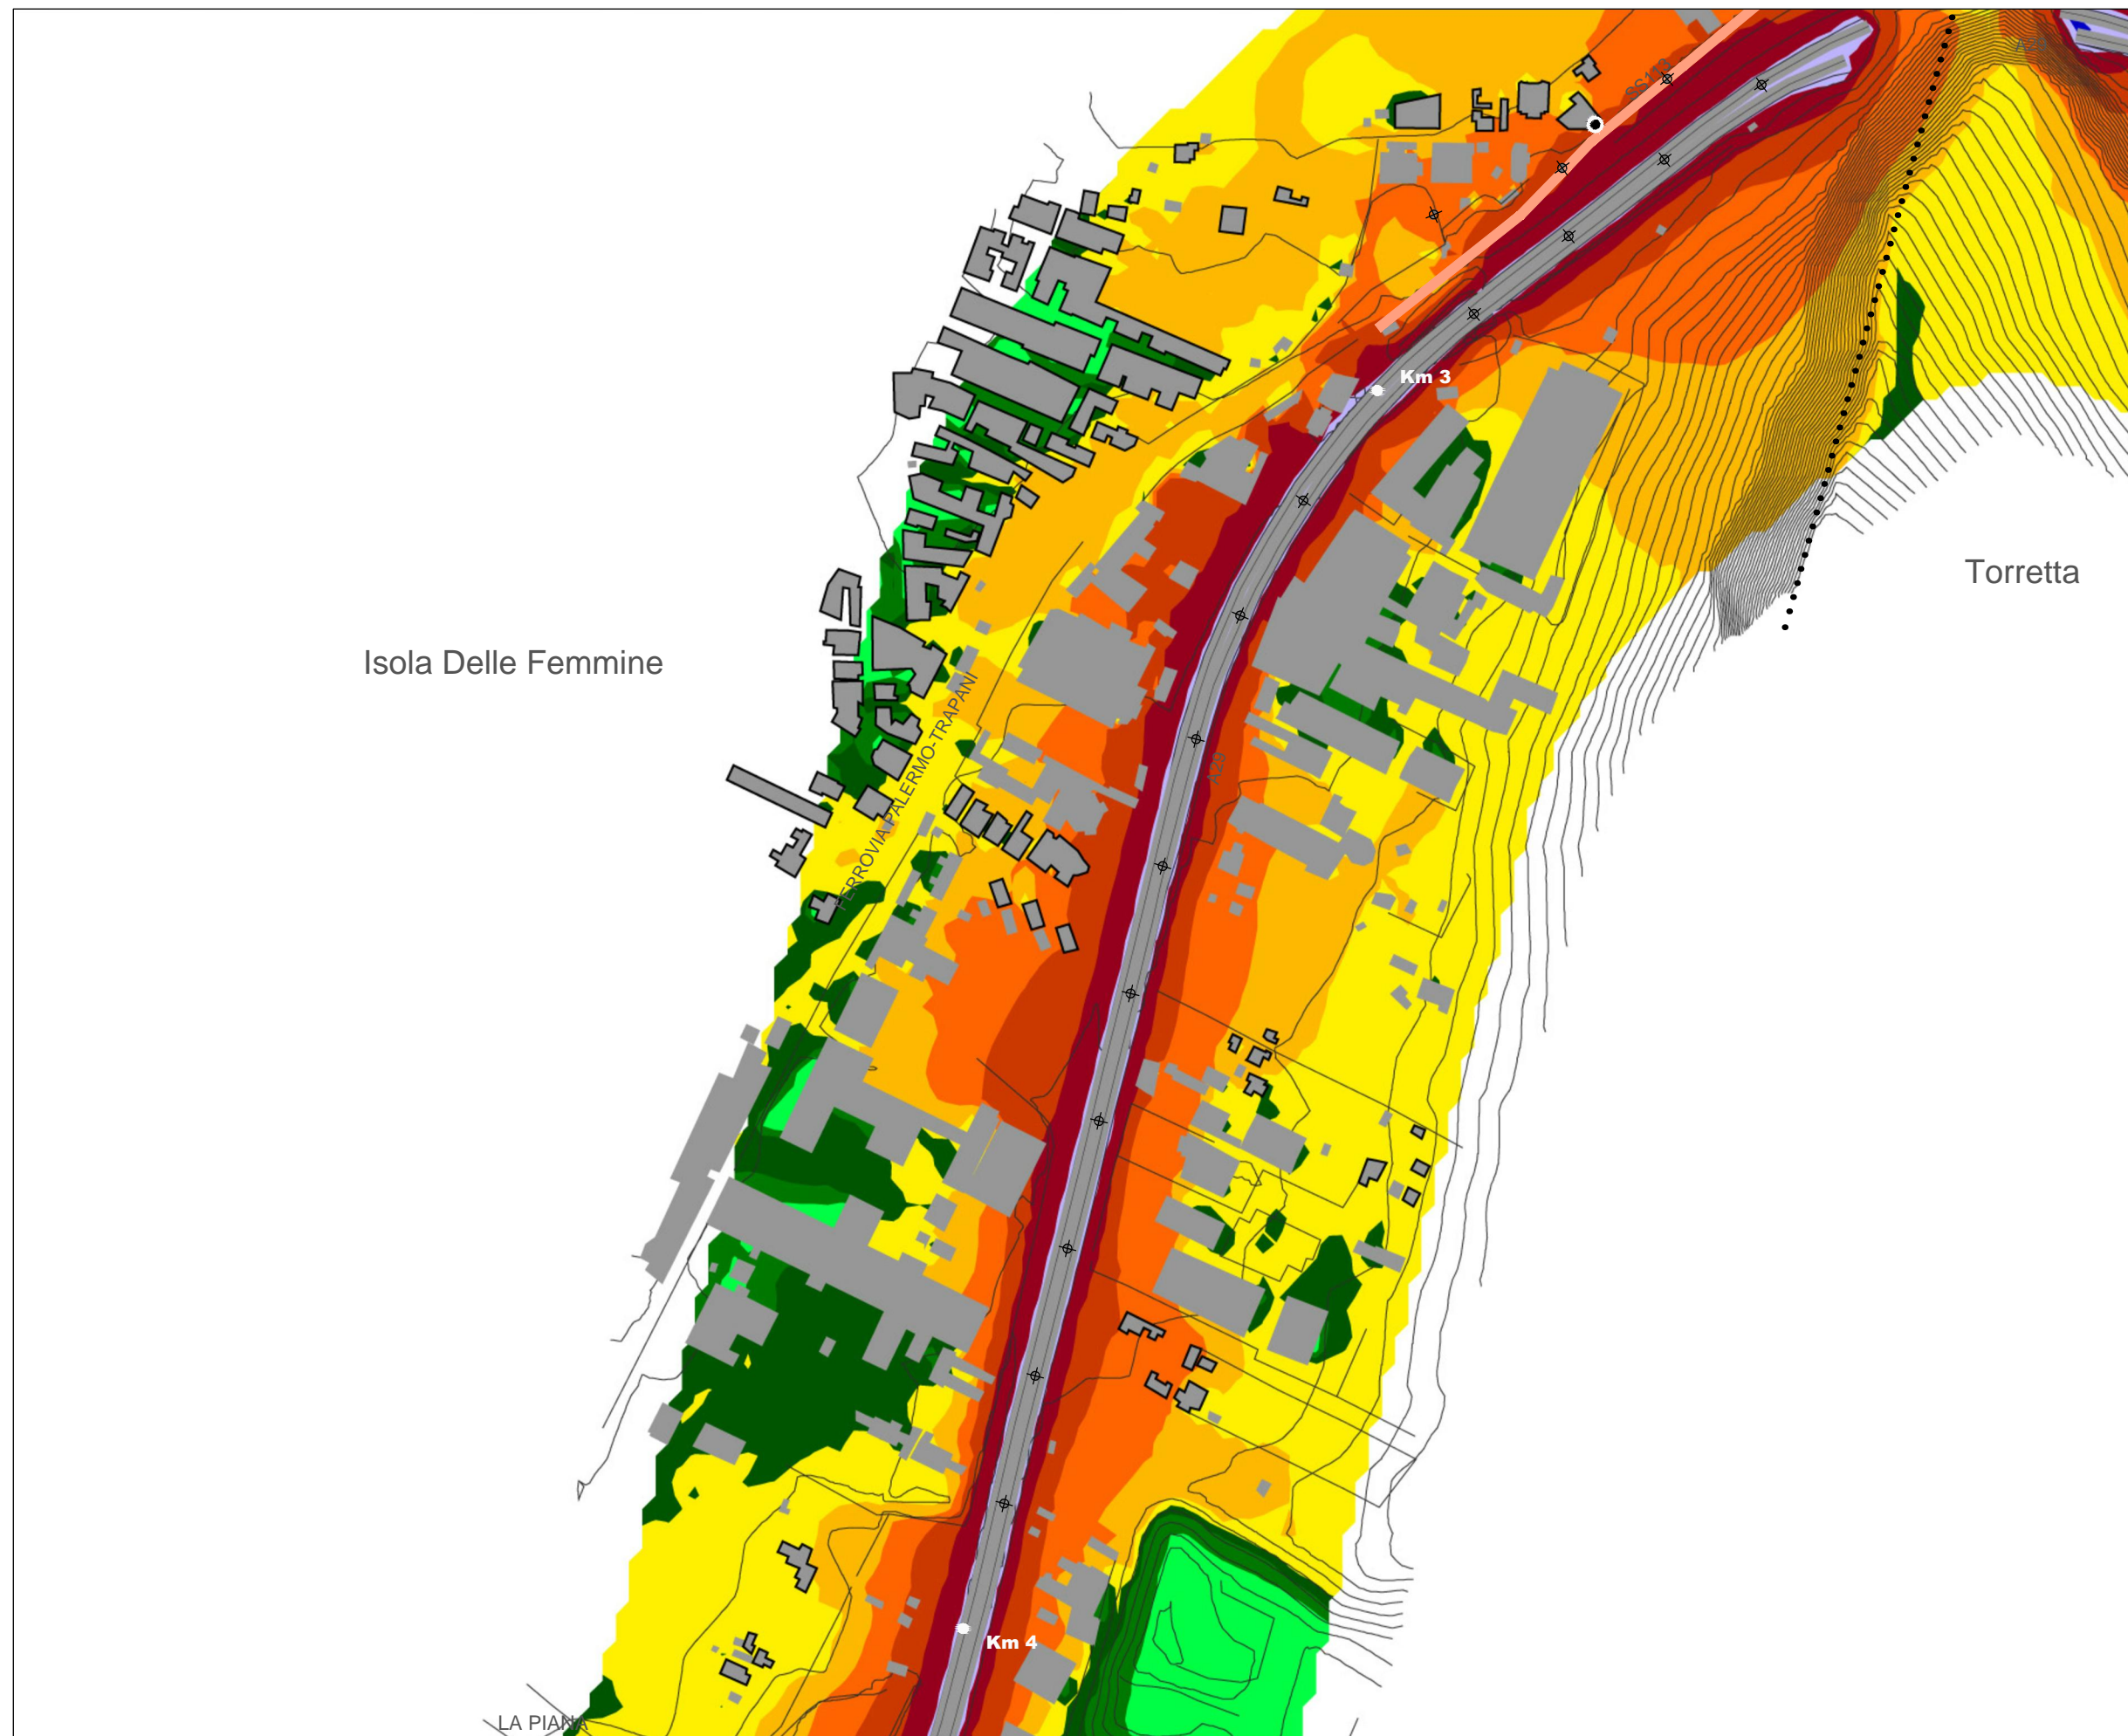 A29
SS113
Km 3
Torretta
Isola Delle Femmine
FERROVIA PALERMO-TRAPANI
A29
Km 4
LA PIANA